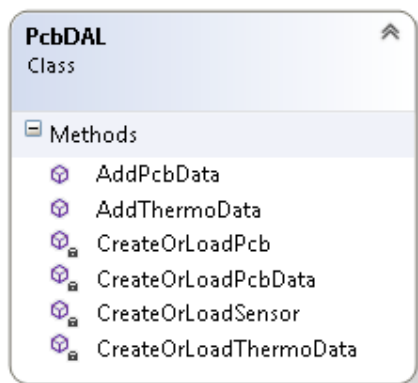 PcbDAL
Class
Methods
AddPcbData
AddThermoData
CreateOrLoadPcb
CreateOrLoadPcbData
CreateOrLoadSensor
CreateOrLoadThermoData